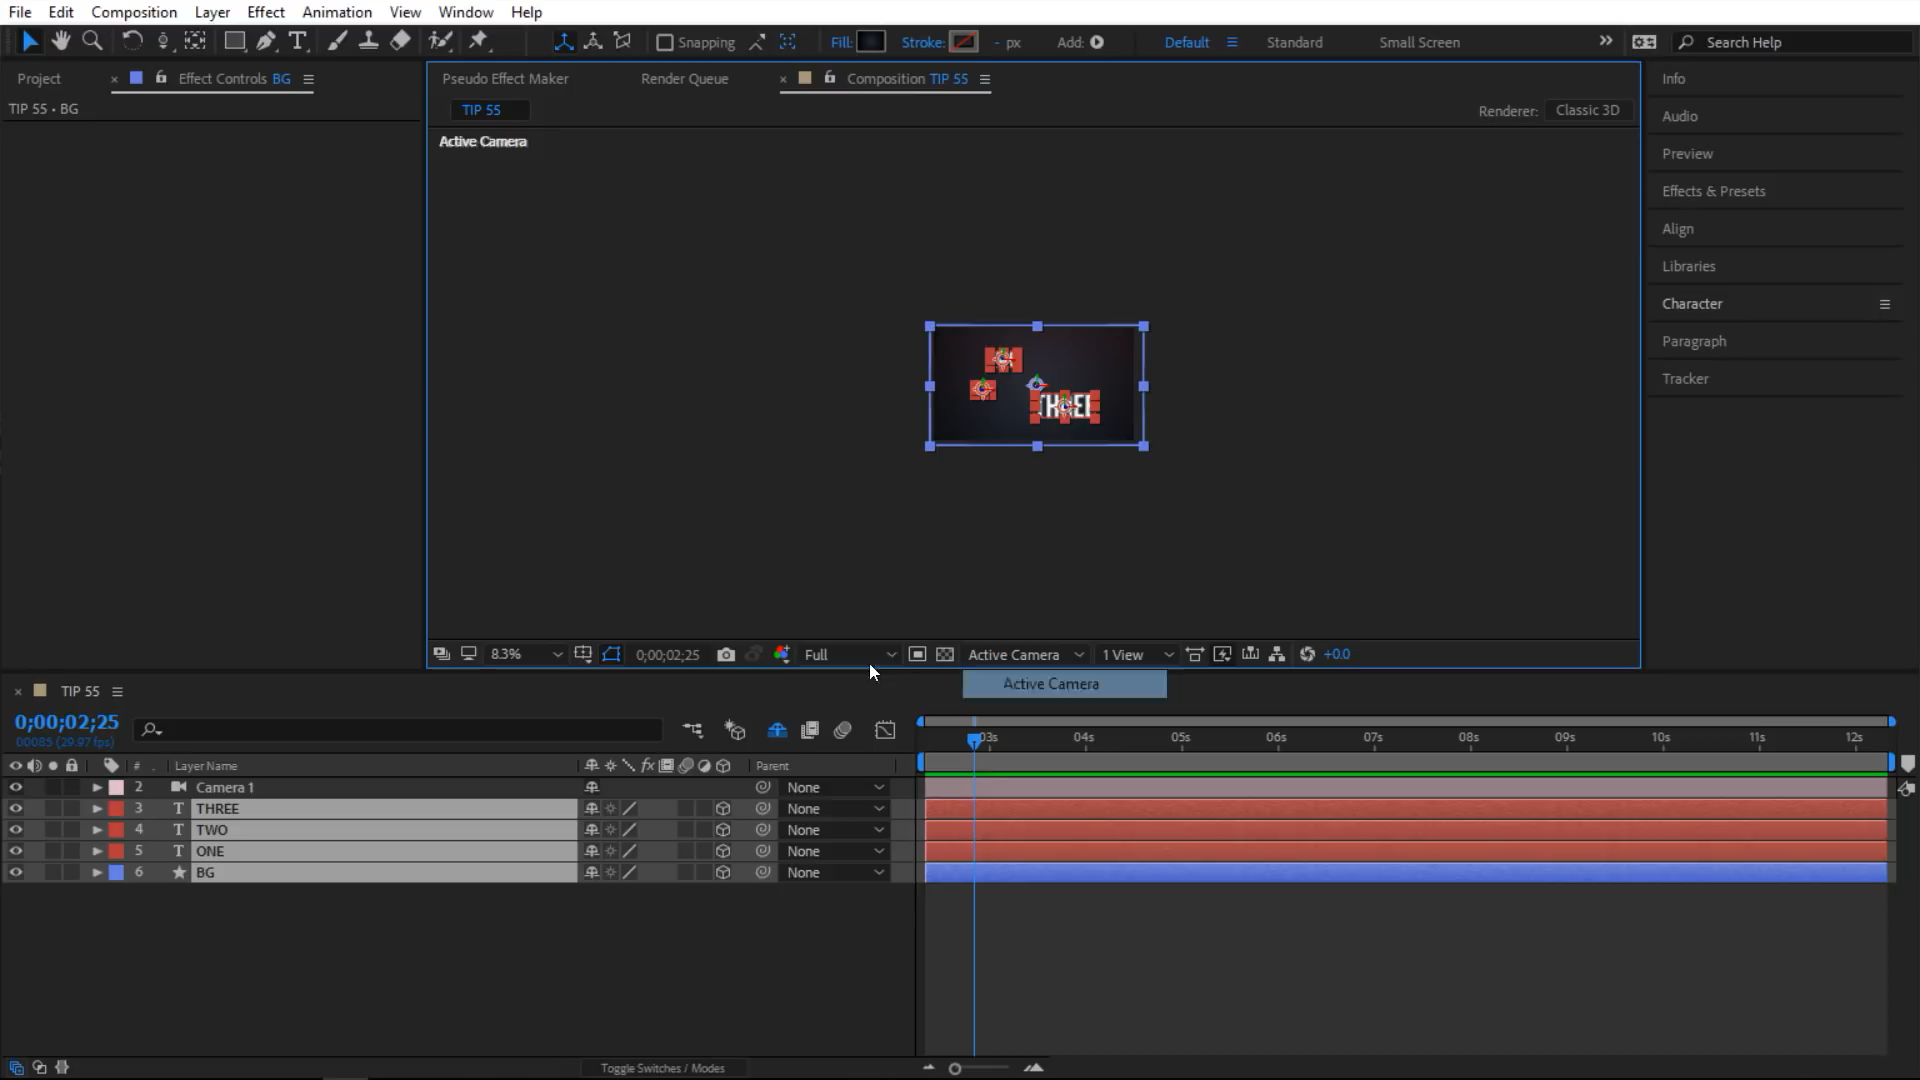 File Edit Composition Layer Effect Animation View Window Help
Snapping Fill: Stroke: - px Add: Default Standard Small Screen Search Help
Project Effect Controls BG Pseudo Effect Maker Render Queue Composition TIP 55 Info
TIP 55 • BG
TIP 55 Renderer: Classic 3D
Active Camera
Audio
Preview
Effects & Presets
Align
Libraries
Character
Paragraph
Tracker
8.3% 0;00;02;25 Full Active Camera 1 View +0.0
Active Camera
TIP 55
0;00;02;25
00085 (29.97 fps)
03s 04s 05s 06s 07s 08s 09s 10s 11s 12s
# Layer Name fx Parent
2 Camera 1 None
3 T THREE None
4 T TWO None
5 T ONE None
6 BG None
Toggle Switches / Modes